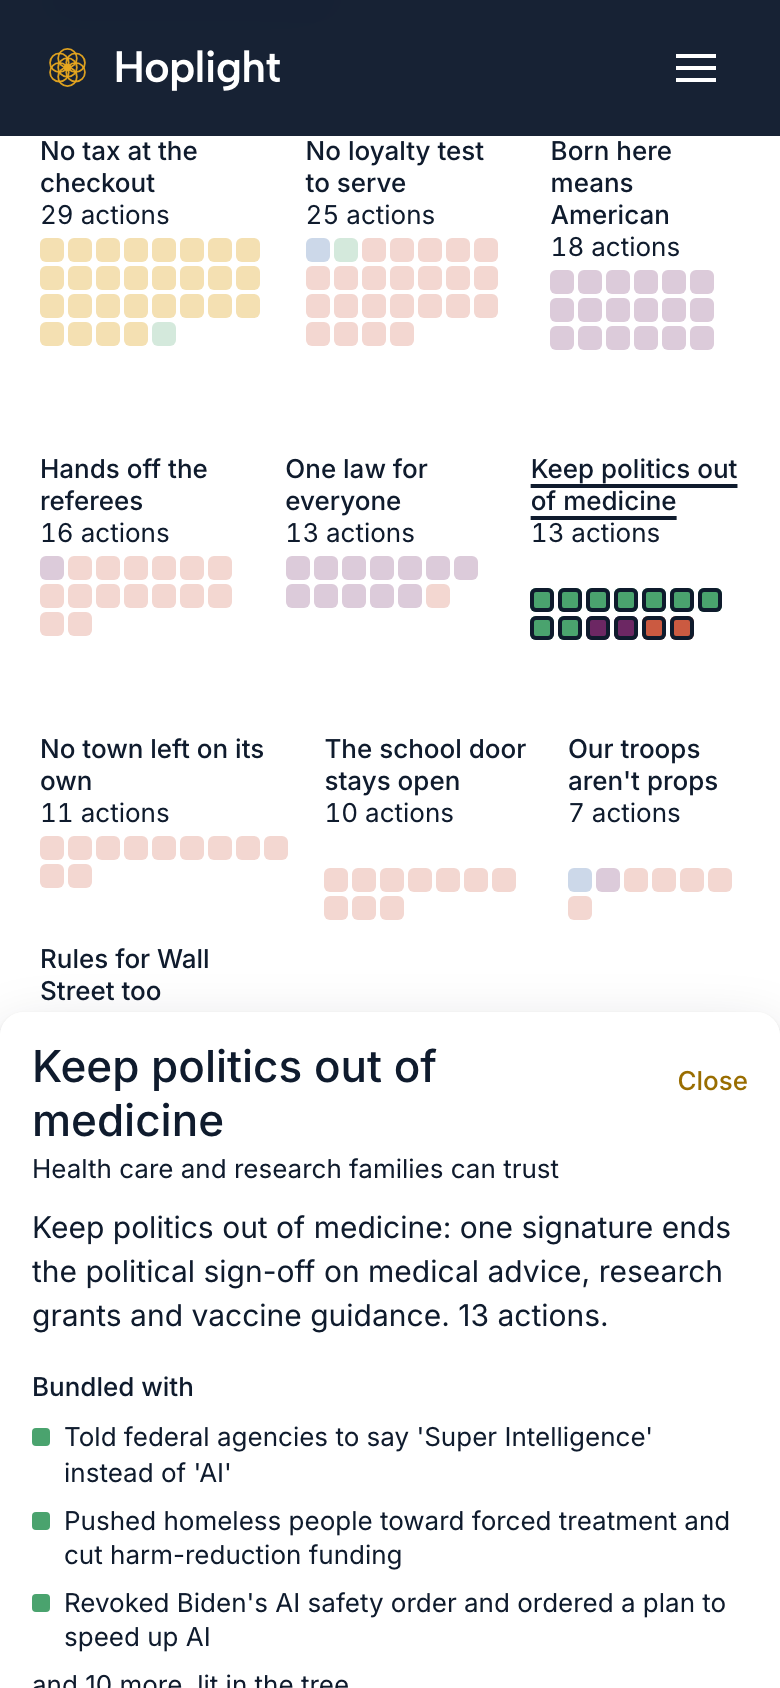 Hoplight
No tax at the
checkout
29 actions
No loyalty test
to serve
25 actions
Born here
means
American
18 actions
Hands off the
referees
16 actions
One law for
everyone
13 actions
Keep politics out
of medicine
13 actions
No town left on its
own
11 actions
The school door
stays open
10 actions
Our troops
aren't props
7 actions
Rules for Wall
Street too
Keep politics out of
medicine
Close
Health care and research families can trust
Keep politics out of medicine: one signature ends
the political sign-off on medical advice, research
grants and vaccine guidance. 13 actions.
Bundled with
Told federal agencies to say 'Super Intelligence'
instead of 'AI'
Pushed homeless people toward forced treatment and
cut harm-reduction funding
Revoked Biden's AI safety order and ordered a plan to
speed up AI
and 10 more, lit in the tree